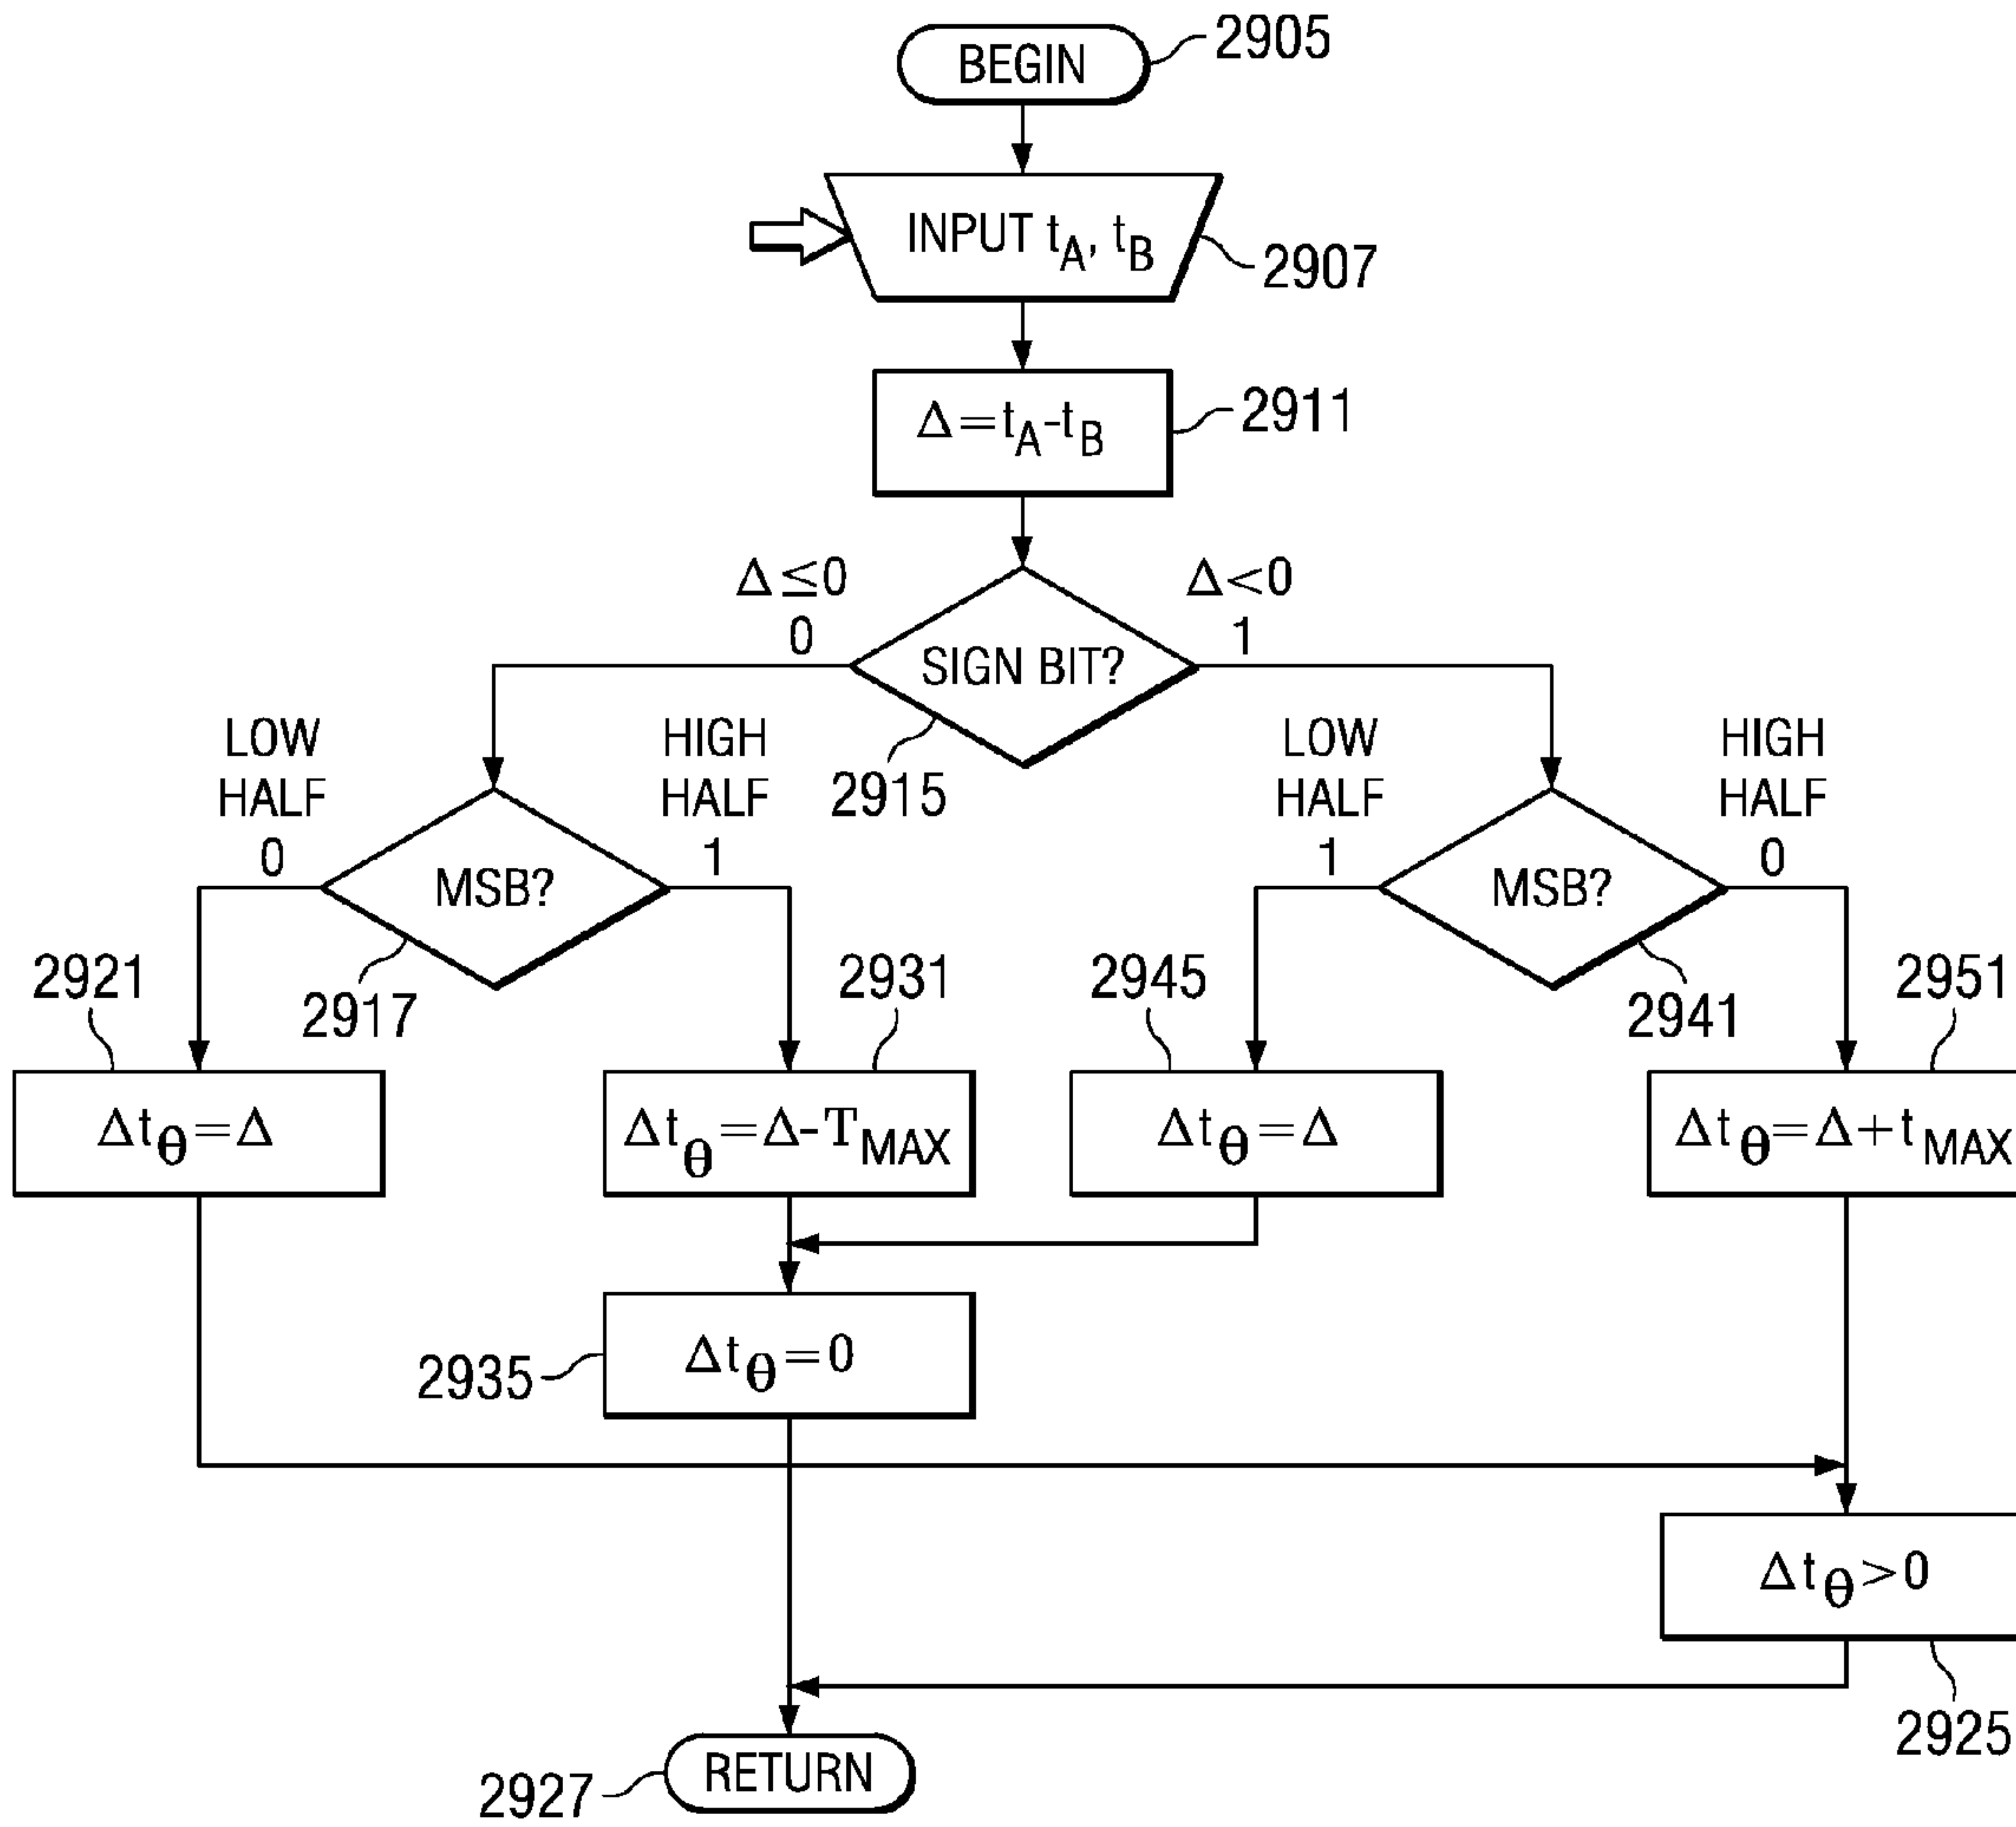 BEGIN
2905
INPUT tA, tB
2907
Δ=tA-tB
2911
Δ≤0
0
Δ<0
1
SIGN BIT?
2915
LOW
HALF
0
HIGH
HALF
1
MSB?
2917
LOW
HALF
1
HIGH
HALF
0
MSB?
2941
2921
Δtθ=Δ
2931
Δtθ=Δ-TMAX
2945
Δtθ=Δ
2951
Δtθ=Δ+tMAX
2935
Δtθ=0
Δtθ>0
2925
2927
RETURN